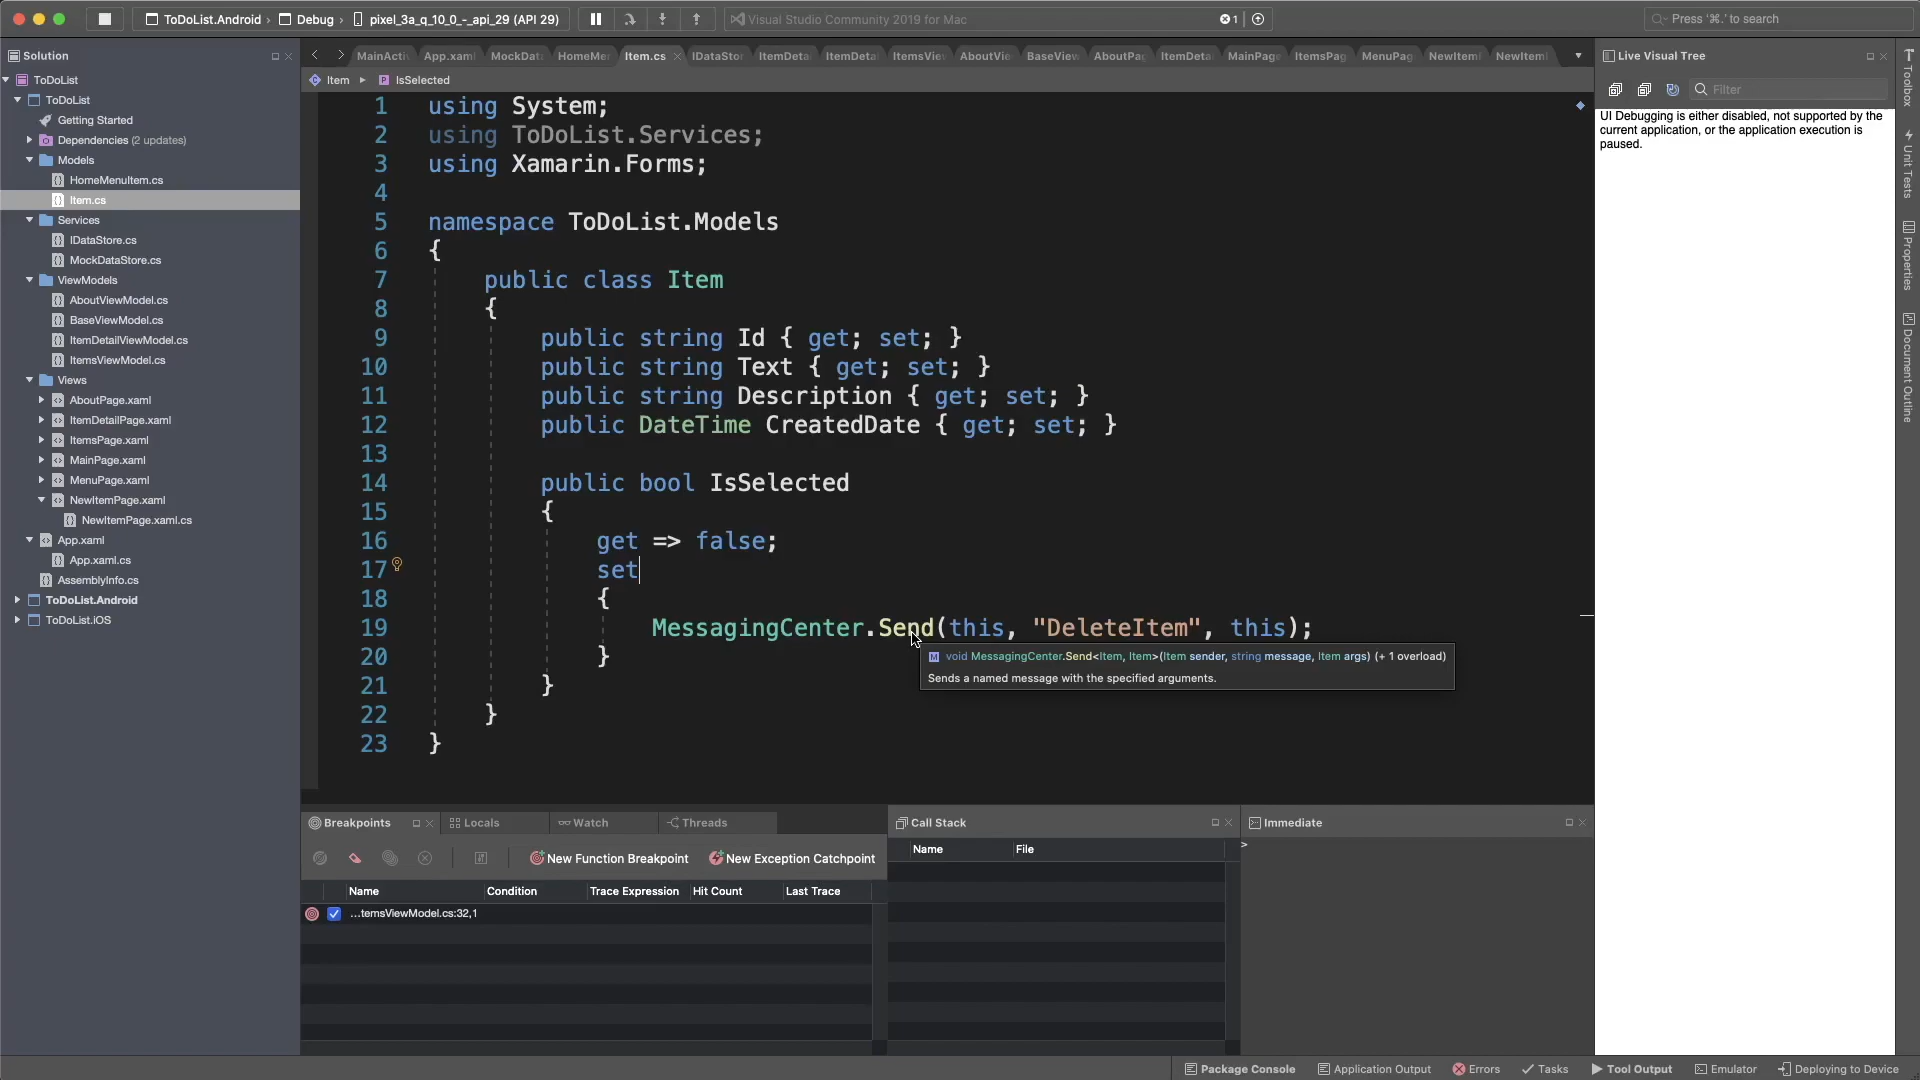 ToDoList.Android › Debug › pixel_3a_q_10_0_-_api_29 (API 29)
Visual Studio Community 2019 for Mac
1
Press '⌘.' to search
Solution
ToDoList
ToDoList
Getting Started
Dependencies (2 updates)
Models
HomeMenuItem.cs
Item.cs
Services
IDataStore.cs
MockDataStore.cs
ViewModels
AboutViewModel.cs
BaseViewModel.cs
ItemDetailViewModel.cs
ItemsViewModel.cs
Views
AboutPage.xaml
ItemDetailPage.xaml
ItemsPage.xaml
MainPage.xaml
MenuPage.xaml
NewItemPage.xaml
NewItemPage.xaml.cs
App.xaml
App.xaml.cs
AssemblyInfo.cs
ToDoList.Android
ToDoList.iOS
MainActi App.xaml MockDat HomeMe Item.cs IDataStor ItemDeta ItemDeta ItemsVie AboutVie BaseView AboutPag ItemDeta MainPag ItemsPag MenuPag NewItem NewItem
Item IsSelected
1 using System;
2 using ToDoList.Services;
3 using Xamarin.Forms;
4
5 namespace ToDoList.Models
6 {
7 public class Item
8 {
9 public string Id { get; set; }
10 public string Text { get; set; }
11 public string Description { get; set; }
12 public DateTime CreatedDate { get; set; }
13
14 public bool IsSelected
15 {
16 get => false;
17 set
18 {
19 MessagingCenter.Send(this, "DeleteItem", this);
20 }
21 }
22 }
23 }
void MessagingCenter.Send<Item, Item>(Item sender, string message, Item args) (+ 1 overload)
Sends a named message with the specified arguments.
Live Visual Tree
Filter
UI Debugging is either disabled, not supported by the
current application, or the application execution is
paused.
Toolbox
Unit Tests
Properties
Document Outline
Breakpoints Locals Watch Threads
New Function Breakpoint New Exception Catchpoint
Name Condition Trace Expression Hit Count Last Trace
...temsViewModel.cs:32,1
Call Stack
Name File
Immediate
>
Package Console Application Output Errors Tasks Tool Output Emulator Deploying to Device